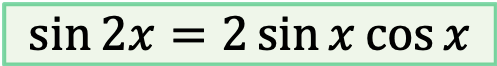 sin 2x = 2 sin x cos x